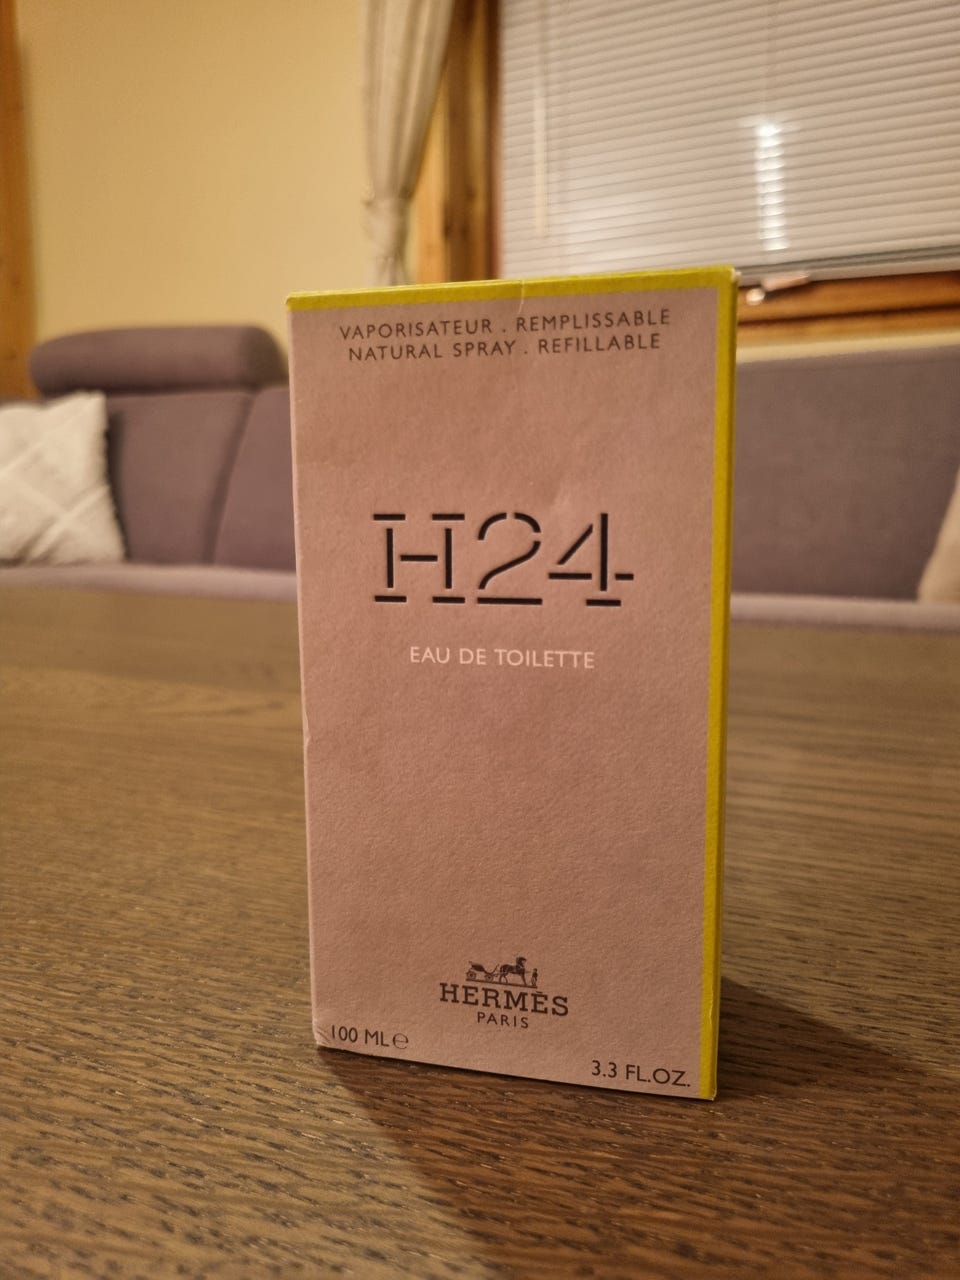 VAPORISATEUR . REMPLISSABLE
NATURAL SPRAY . REFILLABLE
H24
EAU DE TOILETTE
HERMÈS
PARIS
100 ML ℮
3.3 FL.OZ.